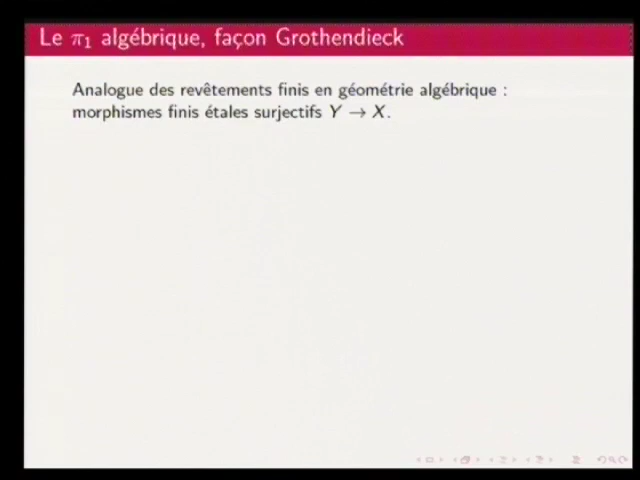 Le π₁ algébrique, façon Grothendieck
Analogue des revêtements finis en géométrie algébrique :
morphismes finis étales surjectifs Y → X.